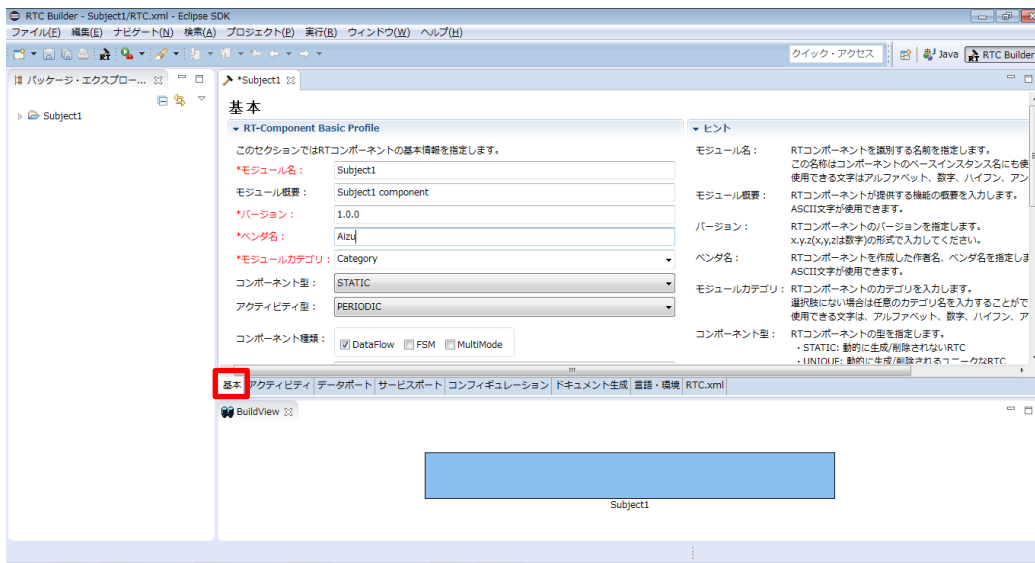 RTC Builder - Subject1/RTC.xml - Eclipse SDK
ファイル(F) 編集(E) ナビゲート(N) 検索(A) プロジェクト(P) 実行(R) ウィンドウ(W) ヘルプ(H)
クイック・アクセス Java RTC Builder
パッケージ・エクスプロー... *Subject1
Subject1
基本
RT-Component Basic Profile
このセクションではRTコンポーネントの基本情報を指定します。
*モジュール名： Subject1
モジュール概要： Subject1 component
*バージョン： 1.0.0
*ベンダ名： Aizu
*モジュールカテゴリ： Category
コンポーネント型： STATIC
アクティビティ型： PERIODIC
コンポーネント種類： DataFlow FSM MultiMode
ヒント
モジュール名： RTコンポーネントを識別する名前を指定します。
この名称はコンポーネントのベースインスタンス名にも使
使用できる文字はアルファベット、数字、ハイフン、アン
モジュール概要： RTコンポーネントが提供する機能の概要を入力します。
ASCII文字が使用できます。
バージョン： RTコンポーネントのバージョンを指定します。
x.y.z(x,y,zは数字)の形式で入力してください。
ベンダ名： RTコンポーネントを作成した作者名、ベンダ名を指定しま
ASCII文字が使用できます。
モジュールカテゴリ： RTコンポーネントのカテゴリを入力します。
選択肢にない場合は任意のカテゴリ名を入力することがで
使用できる文字は、アルファベット、数字、ハイフン、ア
コンポーネント型： RTコンポーネントの型を指定します。
・STATIC: 動的に生成/削除されないRTC
・UNIQUE: 動的に生成/削除されるユニークなRTC
基本 アクティビティ データポート サービスポート コンフィギュレーション ドキュメント生成 言語・環境 RTC.xml
BuildView
Subject1